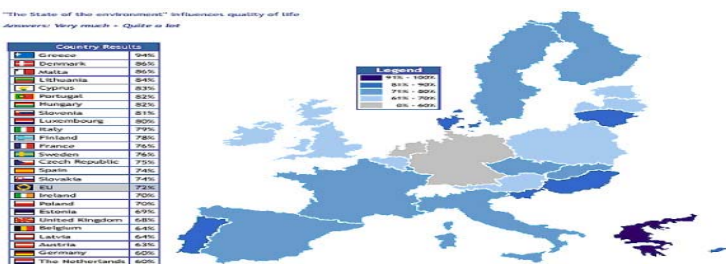 "The State of the environment" influences quality of life
Answers: Very much + Quite a lot
Country Results
Greece 94%
Denmark 86%
Malta 86%
Lithuania 84%
Cyprus 83%
Portugal 82%
Hungary 82%
Slovenia 81%
Luxembourg 80%
Italy 79%
Finland 78%
France 76%
Sweden 76%
Czech Republic 75%
Spain 74%
Slovakia 74%
EU 72%
Ireland 70%
Poland 70%
Estonia 69%
United Kingdom 68%
Belgium 64%
Latvia 64%
Austria 63%
Germany 60%
The Netherlands 60%
Legend
91% - 100%
81% - 90%
71% - 80%
61% - 70%
0% - 60%